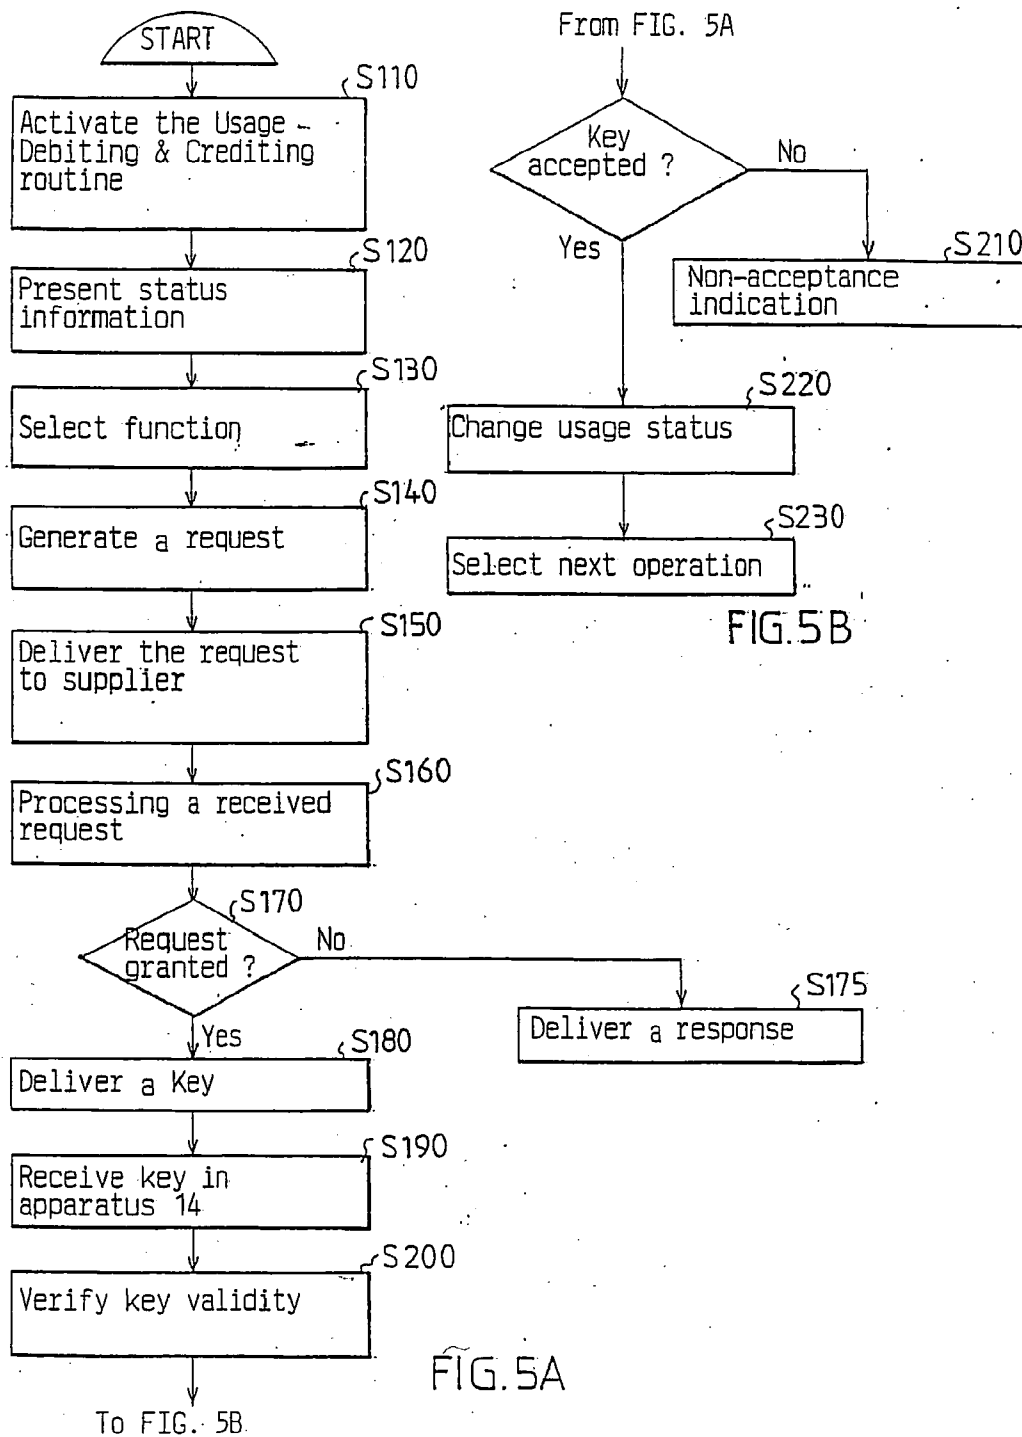 START
S110
Activate the Usage -
Debiting & Crediting
routine
S120
Present status
information
S130
Select function
S140
Generate a request
S150
Deliver the request
to supplier
S160
Processing a received
request
S170
Request
granted ?
No
S175
Deliver a response
Yes
S180
Deliver a Key
S190
Receive key in
apparatus 14
S200
Verify key validity
FIG.5A
To FIG. 5B
From FIG. 5A
Key
accepted ?
No
Yes
S210
Non-acceptance
indication
S220
Change usage status
S230
Select next operation
FIG.5B